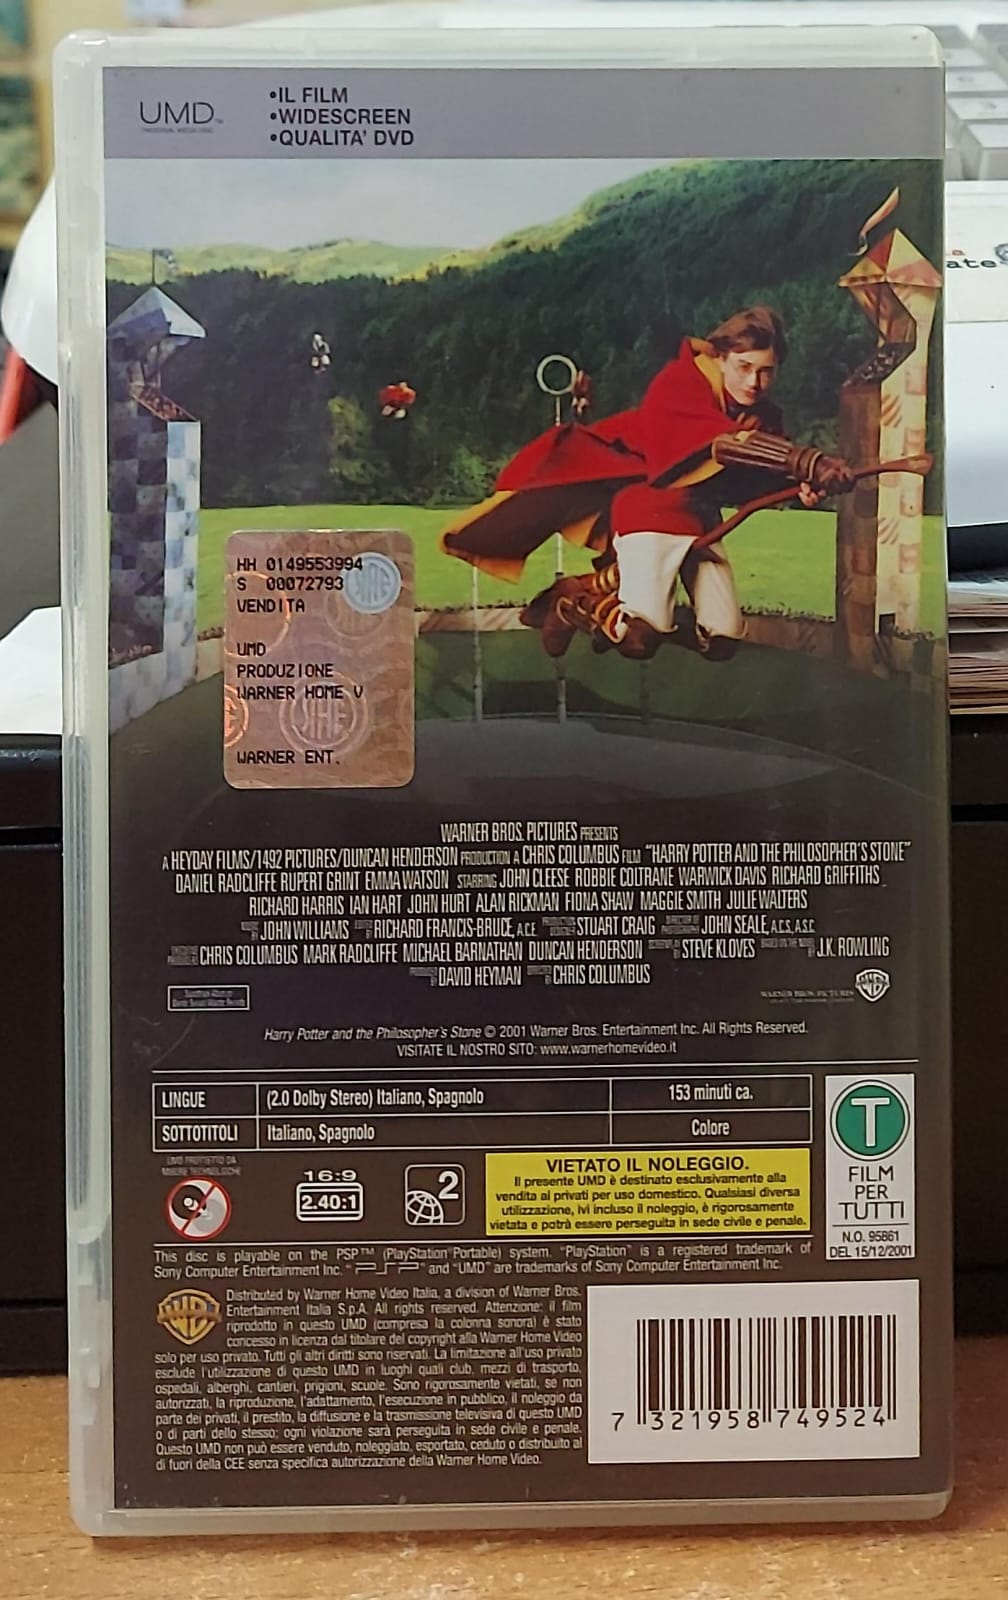 UMD™
•IL FILM
•WIDESCREEN
•QUALITA' DVD
ate
HH 0149553994
S 00072793
VENDITA
UMD
PRODUZIONE
WARNER HOME V
WARNER ENT.
WARNER BROS. PICTURES PRESENTS
A HEYDAY FILMS/1492 PICTURES/DUNCAN HENDERSON PRODUCTION A CHRIS COLUMBUS FILM "HARRY POTTER AND THE PHILOSOPHER'S STONE"
DANIEL RADCLIFFE RUPERT GRINT EMMA WATSON STARRING JOHN CLEESE ROBBIE COLTRANE WARWICK DAVIS RICHARD GRIFFITHS
RICHARD HARRIS IAN HART JOHN HURT ALAN RICKMAN FIONA SHAW MAGGIE SMITH JULIE WALTERS
JOHN WILLIAMS RICHARD FRANCIS-BRUCE, A.C.E. STUART CRAIG JOHN SEALE, A.C.S., A.S.C.
CHRIS COLUMBUS MARK RADCLIFFE MICHAEL BARNATHAN DUNCAN HENDERSON STEVE KLOVES BASED ON THE NOVEL BY J.K. ROWLING
DAVID HEYMAN CHRIS COLUMBUS
WARNER BROS. PICTURES
Harry Potter and the Philosopher's Stone © 2001 Warner Bros. Entertainment Inc. All Rights Reserved.
VISITATE IL NOSTRO SITO: www.warnerhomevideo.it
LINGUE (2.0 Dolby Stereo) Italiano, Spagnolo 153 minuti ca.
SOTTOTITOLI Italiano, Spagnolo Colore
UMD PROTETTO DA
MISURE TECNOLOGICHE
16:9
2.40:1
2
VIETATO IL NOLEGGIO.
Il presente UMD è destinato esclusivamente alla
vendita ai privati per uso domestico. Qualsiasi diversa
utilizzazione, ivi incluso il noleggio, è rigorosamente
vietata e potrà essere perseguita in sede civile e penale.
T
FILM
PER
TUTTI
N.O. 95861
DEL 15/12/2001
This disc is playable on the PSP™ (PlayStation®Portable) system. "PlayStation" is a registered trademark of
Sony Computer Entertainment Inc. "PSP" and "UMD" are trademarks of Sony Computer Entertainment Inc.
Distributed by Warner Home Video Italia, a division of Warner Bros.
Entertainment Italia S.p.A. All rights reserved. Attenzione: il film
riprodotto in questo UMD (compresa la colonna sonora) è stato
concesso in licenza dal titolare del copyright alla Warner Home Video
solo per uso privato. Tutti gli altri diritti sono riservati. La limitazione all'uso privato
esclude l'utilizzazione di questo UMD in luoghi quali club, mezzi di trasporto,
ospedali, alberghi, cantieri, prigioni, scuole. Sono rigorosamente vietati, se non
autorizzati, la riproduzione, l'adattamento, l'esecuzione in pubblico, il noleggio da
parte dei privati, il prestito, la diffusione e la trasmissione televisiva di questo UMD
o di parti dello stesso; ogni violazione sarà perseguita in sede civile e penale.
Questo UMD non può essere venduto, noleggiato, esportato, ceduto o distribuito al
di fuori della CEE senza specifica autorizzazione della Warner Home Video.
7 321958 749524